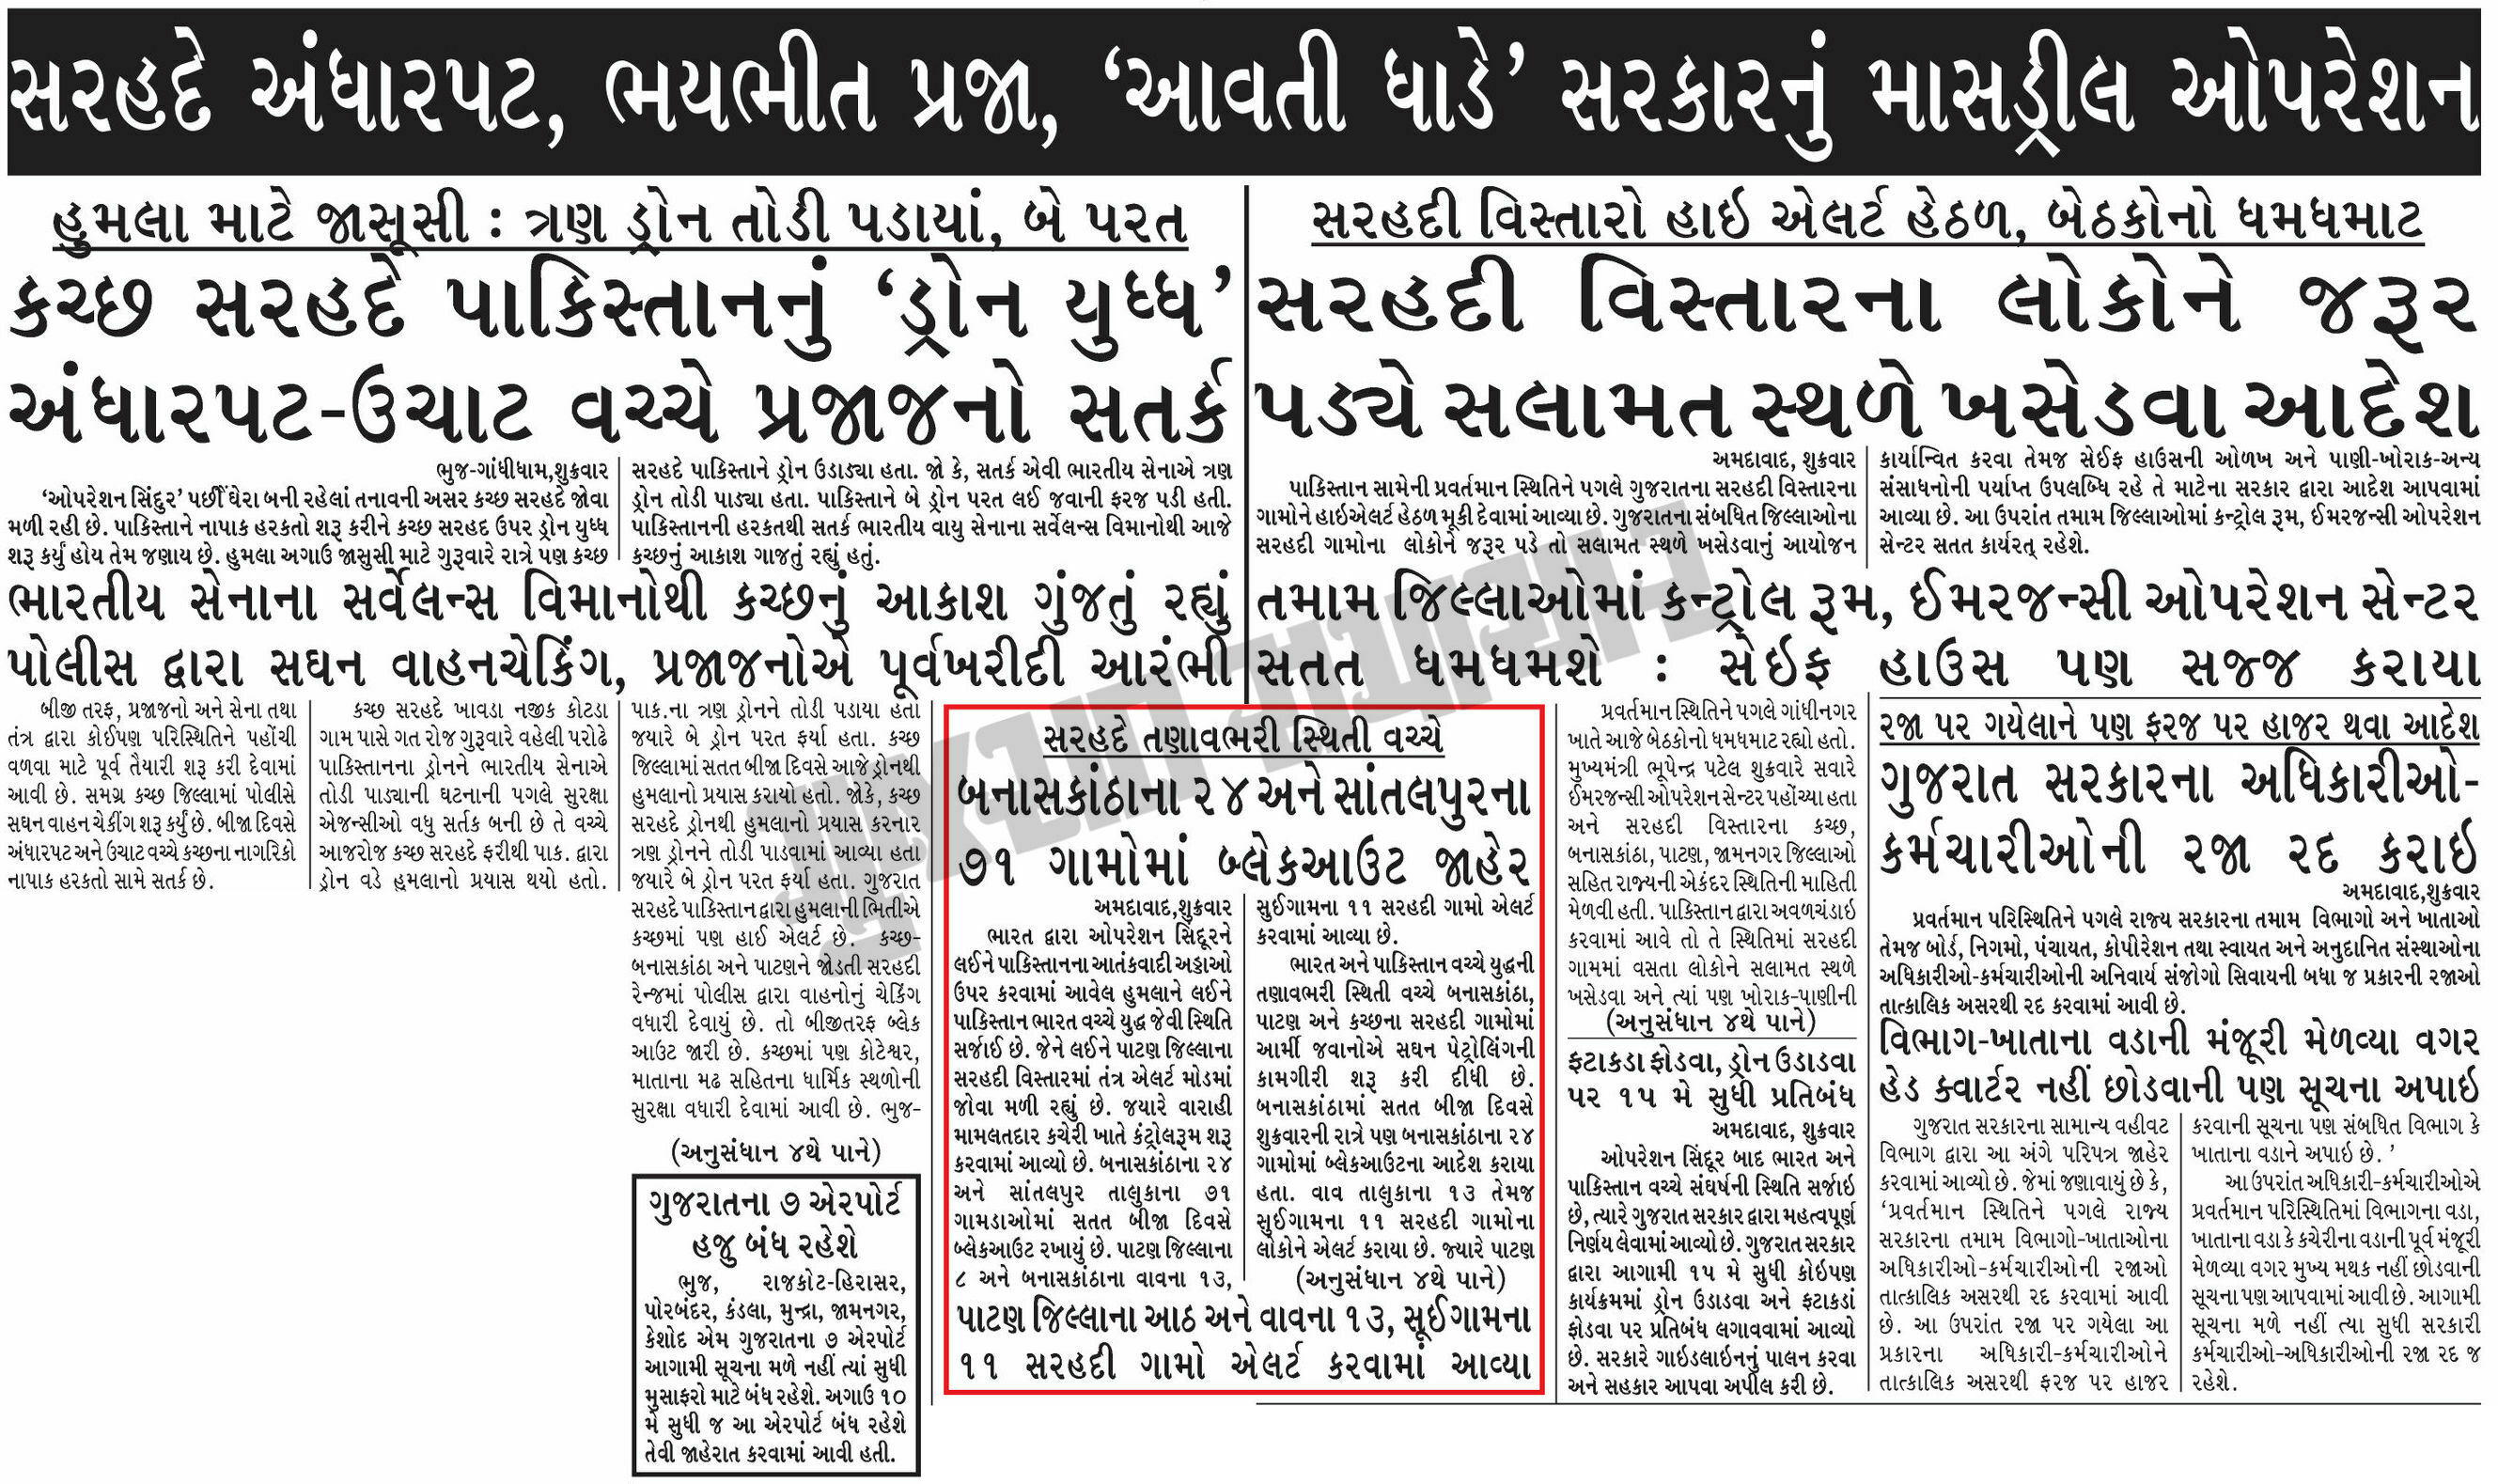 સરહદે અંધારપટ, ભયભીત પ્રજા, ‘આવતી ધાડે’ સરકારનું માસડ્રીલ ઓપરેશન
હુમલા માટે જાસૂસી : ત્રણ ડ્રોન તોડી પડાયાં, બે પરત
કચ્છ સરહદે પાકિસ્તાનનું ‘ડ્રોન યુધ્ધ’
અંધારપટ-ઉચાટ વચ્ચે પ્રજાજનો સતર્ક
ભુજ-ગાંધીધામ,શુક્રવાર
‘ઓપરેશન સિંદુર’ પછીં ઘેરા બની રહેલાં તનાવની અસર કચ્છ સરહદે જોવા
મળી રહી છે. પાકિસ્તાને નાપાક હરકતો શરૂ કરીને કચ્છ સરહદ ઉપર ડ્રોન યુધ્ધ
શરૂ કર્યું હોય તેમ જણાય છે. હુમલા અગાઉ જાસુસી માટે ગુરૂવારે રાત્રે પણ કચ્છ
સરહદે પાકિસ્તાને ડ્રોન ઉડાડ્યા હતા. જો કે, સતર્ક એવી ભારતીય સેનાએ ત્રણ
ડ્રોન તોડી પાડ્યા હતા. પાકિસ્તાને બે ડ્રોન પરત લઈ જવાની ફરજ પડી હતી.
પાકિસ્તાનની હરકતથી સતર્ક ભારતીય વાયુ સેનાના સર્વેલન્સ વિમાનોથી આજે
કચ્છનું આકાશ ગાજતું રહ્યું હતું.
ભારતીય સેનાના સર્વેલન્સ વિમાનોથી કચ્છનું આકાશ ગુંજતું રહ્યું
પોલીસ દ્વારા સઘન વાહનચેકિંગ, પ્રજાજનોએ પૂર્વખરીદી આરંભી
બીજી તરફ, પ્રજાજનો અને સેના તથા
તંત્ર દ્વારા કોઈપણ પરિસ્થિતિને પહોંચી
વળવા માટે પૂર્વ તૈયારી શરૂ કરી દેવામાં
આવી છે. સમગ્ર કચ્છ જિલ્લામાં પોલીસે
સઘન વાહન ચેકીંગ શરૂ કર્યું છે. બીજા દિવસે
અંધારપટ અને ઉચાટ વચ્ચે કચ્છના નાગરિકો
નાપાક હરકતો સામે સતર્ક છે.
કચ્છ સરહદે ખાવડા નજીક કોટડા
ગામ પાસે ગત રોજ ગુરૂવારે વહેલી પરોઢે
પાકિસ્તાનના ડ્રોનને ભારતીય સેનાએ
તોડી પાડ્યાની ઘટનાની પગલે સુરક્ષા
એજન્સીઓ વધુ સર્તક બની છે તે વચ્ચે
આજરોજ કચ્છ સરહદે ફરીથી પાક. દ્વારા
ડ્રોન વડે હુમલાનો પ્રયાસ થયો હતો.
પાક.ના ત્રણ ડ્રોનને તોડી પડાયા હતા
જયારે બે ડ્રોન પરત ફર્યા હતા. કચ્છ
જિલ્લામાં સતત બીજા દિવસે આજે ડ્રોનથી
હુમલાનો પ્રયાસ કરાયો હતો. જોકે, કચ્છ
સરહદે ડ્રોનથી હુમલાનો પ્રયાસ કરનાર
ત્રણ ડ્રોનને તોડી પાડવામાં આવ્યા હતા
જયારે બે ડ્રોન પરત ફર્યા હતા. ગુજરાત
સરહદે પાકિસ્તાન દ્વારા હુમલાની ભિતીએ
કચ્છમાં પણ હાઈ એલર્ટ છે. કચ્છ-
બનાસકાંઠા અને પાટણને જોડતી સરહદી
રેન્જમાં પોલીસ દ્વારા વાહનોનું ચેકિંગ
વધારી દેવાયું છે. તો બીજીતરફ બ્લેક
આઉટ જારી છે. કચ્છમાં પણ કોટેશ્વર,
માતાના મઢ સહિતના ધાર્મિક સ્થળોની
સુરક્ષા વધારી દેવામાં આવી છે. ભુજ-
(અનુસંધાન ૪થે પાને)
ગુજરાતના ૭ એરપોર્ટ
હજુ બંધ રહેશે
ભુજ, રાજકોટ-હિરાસર,
પોરબંદર, કંડલા, મુન્દ્રા, જામનગર,
કેશોદ એમ ગુજરાતના ૭ એરપોર્ટ
આગામી સૂચના મળે નહીં ત્યાં સુધી
મુસાફરો માટે બંધ રહેશે. અગાઉ ૧૦
મે સુધી જ આ એરપોર્ટ બંધ રહેશે
તેવી જાહેરાત કરવામાં આવી હતી.
સરહદે તણાવભરી સ્થિતી વચ્ચે
બનાસકાંઠાના ૨૪ અને સાંતલપુરના
૭૧ ગામોમાં બ્લેકઆઉટ જાહેર
અમદાવાદ,શુક્રવાર
ભારત દ્વારા ઓપરેશન સિંદૂરને
લઈને પાકિસ્તાનના આતંકવાદી અડ્ડાઓ
ઉપર કરવામાં આવેલ હુમલાને લઈને
પાકિસ્તાન ભારત વચ્ચે યુદ્ધ જેવી સ્થિતિ
સર્જાઈ છે. જેને લઈને પાટણ જિલ્લાના
સરહદી વિસ્તારમાં તંત્ર એલર્ટ મોડમાં
જોવા મળી રહ્યું છે. જયારે વારાહી
મામલતદાર કચેરી ખાતે કંટ્રોલરૂમ શરૂ
કરવામાં આવ્યો છે. બનાસકાંઠાના ૨૪
અને સાંતલપુર તાલુકાના ૭૧
ગામડાઓમાં સતત બીજા દિવસે
બ્લેકઆઉટ રખાયું છે. પાટણ જિલ્લાના
૮ અને બનાસકાંઠાના વાવના ૧૩,
સુઈગામના ૧૧ સરહદી ગામો એલર્ટ
કરવામાં આવ્યા છે.
ભારત અને પાકિસ્તાન વચ્ચે યુદ્ધની
તણાવભરી સ્થિતી વચ્ચે બનાસકાંઠા,
પાટણ અને કચ્છના સરહદી ગામોમાં
આર્મી જવાનોએ સઘન પેટ્રોલિંગની
કામગીરી શરૂ કરી દીધી છે.
બનાસકાંઠામાં સતત બીજા દિવસે
શુક્રવારની રાત્રે પણ બનાસકાંઠાના ૨૪
ગામોમાં બ્લેકઆઉટના આદેશ કરાયા
હતા. વાવ તાલુકાના ૧૩ તેમજ
સુઈગામના ૧૧ સરહદી ગામોના
લોકોને એલર્ટ કરાયા છે. જ્યારે પાટણ
(અનુસંધાન ૪થે પાને)
પાટણ જિલ્લાના આઠ અને વાવના ૧૩, સૂઈગામના
૧૧ સરહદી ગામો એલર્ટ કરવામાં આવ્યા
સરહદી વિસ્તારો હાઇ એલર્ટ હેઠળ, બેઠકોનો ધમધમાટ
સરહદી વિસ્તારના લોકોને જરૂર
પડ્યે સલામત સ્થળે ખસેડવા આદેશ
અમદાવાદ, શુક્રવાર
પાકિસ્તાન સામેની પ્રવર્તમાન સ્થિતિને પગલે ગુજરાતના સરહદી વિસ્તારના
ગામોને હાઈએલર્ટ હેઠળ મૂકી દેવામાં આવ્યા છે. ગુજરાતના સંબધિત જિલ્લાઓના
સરહદી ગામોના લોકોને જરૂર પડે તો સલામત સ્થળે ખસેડવાનું આયોજન
કાર્યાન્વિત કરવા તેમજ સેઈફ હાઉસની ઓળખ અને પાણી-ખોરાક-અન્ય
સંસાધનોની પર્યાપ્ત ઉપલબ્ધિ રહે તે માટેના સરકાર દ્વારા આદેશ આપવામાં
આવ્યા છે. આ ઉપરાંત તમામ જિલ્લાઓમાં કન્ટ્રોલ રૂમ, ઈમરજન્સી ઓપરેશન
સેન્ટર સતત કાર્યરત્ રહેશે.
તમામ જિલ્લાઓમાં કન્ટ્રોલ રૂમ, ઈમરજન્સી ઓપરેશન સેન્ટર
સતત ધમધમશે : સેઇફ હાઉસ પણ સજ્જ કરાયા
પ્રવર્તમાન સ્થિતિને પગલે ગાંધીનગર
ખાતે આજે બેઠકોનો ધમધમાટ રહ્યો હતો.
મુખ્યમંત્રી ભૂપેન્દ્ર પટેલ શુક્રવારે સવારે
ઈમરજન્સી ઓપરેશન સેન્ટર પહોંચ્યા હતા
અને સરહદી વિસ્તારના કચ્છ,
બનાસકાંઠા, પાટણ, જામનગર જિલ્લાઓ
સહિત રાજ્યની એકંદર સ્થિતિની માહિતી
મેળવી હતી. પાકિસ્તાન દ્વારા અવળચંડાઇ
કરવામાં આવે તો તે સ્થિતિમાં સરહદી
ગામમાં વસતા લોકોને સલામત સ્થળે
ખસેડવા અને ત્યાં પણ ખોરાક-પાણીની
(અનુસંધાન ૪થે પાને)
ફટાકડા ફોડવા, ડ્રોન ઉડાડવા
પર ૧૫ મે સુધી પ્રતિબંધ
અમદાવાદ, શુક્રવાર
ઓપરેશન સિંદૂર બાદ ભારત અને
પાકિસ્તાન વચ્ચે સંઘર્ષની સ્થિતિ સર્જાઇ
છે, ત્યારે ગુજરાત સરકાર દ્વારા મહત્વપૂર્ણ
નિર્ણય લેવામાં આવ્યો છે. ગુજરાત સરકાર
દ્વારા આગામી ૧૫ મે સુધી કોઇપણ
કાર્યક્રમમાં ડ્રોન ઉડાડવા અને ફટાકડાં
ફોડવા પર પ્રતિબંધ લગાવવામાં આવ્યો
છે. સરકારે ગાઇડલાઇનનું પાલન કરવા
અને સહકાર આપવા અપીલ કરી છે.
રજા પર ગયેલાને પણ ફરજ પર હાજર થવા આદેશ
ગુજરાત સરકારના અધિકારીઓ-
કર્મચારીઓની રજા રદ કરાઇ
અમદાવાદ,શુક્રવાર
પ્રવર્તમાન પરિસ્થિતિને પગલે રાજ્ય સરકારના તમામ વિભાગો અને ખાતાઓ
તેમજ બોર્ડ, નિગમો, પંચાયત, કોર્પોરેશન તથા સ્વાયત અને અનુદાનિત સંસ્થાઓના
અધિકારીઓ-કર્મચારીઓની અનિવાર્ય સંજોગો સિવાયની બધા જ પ્રકારની રજાઓ
તાત્કાલિક અસરથી રદ કરવામાં આવી છે.
વિભાગ-ખાતાના વડાની મંજૂરી મેળવ્યા વગર
હેડ ક્વાર્ટર નહીં છોડવાની પણ સૂચના અપાઇ
ગુજરાત સરકારના સામાન્ય વહીવટ
વિભાગ દ્વારા આ અંગે પરિપત્ર જાહેર
કરવામાં આવ્યો છે. જેમાં જણાવાયું છે કે,
‘પ્રવર્તમાન સ્થિતિને પગલે રાજ્ય
સરકારના તમામ વિભાગો-ખાતાઓના
અધિકારીઓ-કર્મચારીઓની રજાઓ
તાત્કાલિક અસરથી રદ કરવામાં આવી
છે. આ ઉપરાંત રજા પર ગયેલા આ
પ્રકારના અધિકારી-કર્મચારીઓને
તાત્કાલિક અસરથી ફરજ પર હાજર
કરવાની સૂચના પણ સંબધિત વિભાગ કે
ખાતાના વડાને અપાઇ છે. ’
આ ઉપરાંત અધિકારી-કર્મચારીઓએ
પ્રવર્તમાન પરિસ્થિતિમાં વિભાગના વડા,
ખાતાના વડા કે કચેરીના વડાની પૂર્વ મંજૂરી
મેળવ્યા વગર મુખ્ય મથક નહીં છોડવાની
સૂચના પણ આપવામાં આવી છે. આગામી
સૂચના મળે નહીં ત્યા સુધી સરકારી
કર્મચારીઓ-અધિકારીઓની રજા રદ જ
રહેશે.
ગુજરાત સમાચાર